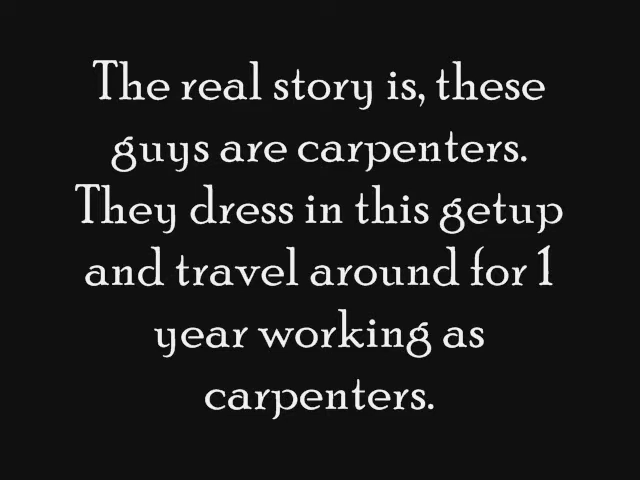 The real story is, these
guys are carpenters.
They dress in this getup
and travel around for 1
year working as
carpenters.